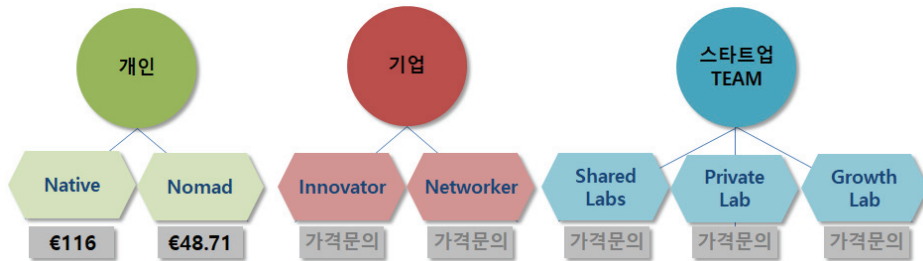 개인
기업
스타트업
TEAM
Native
Nomad
Innovator
Networker
Shared
Labs
Private
Lab
Growth
Lab
€116
€48.71
가격문의
가격문의
가격문의
가격문의
가격문의